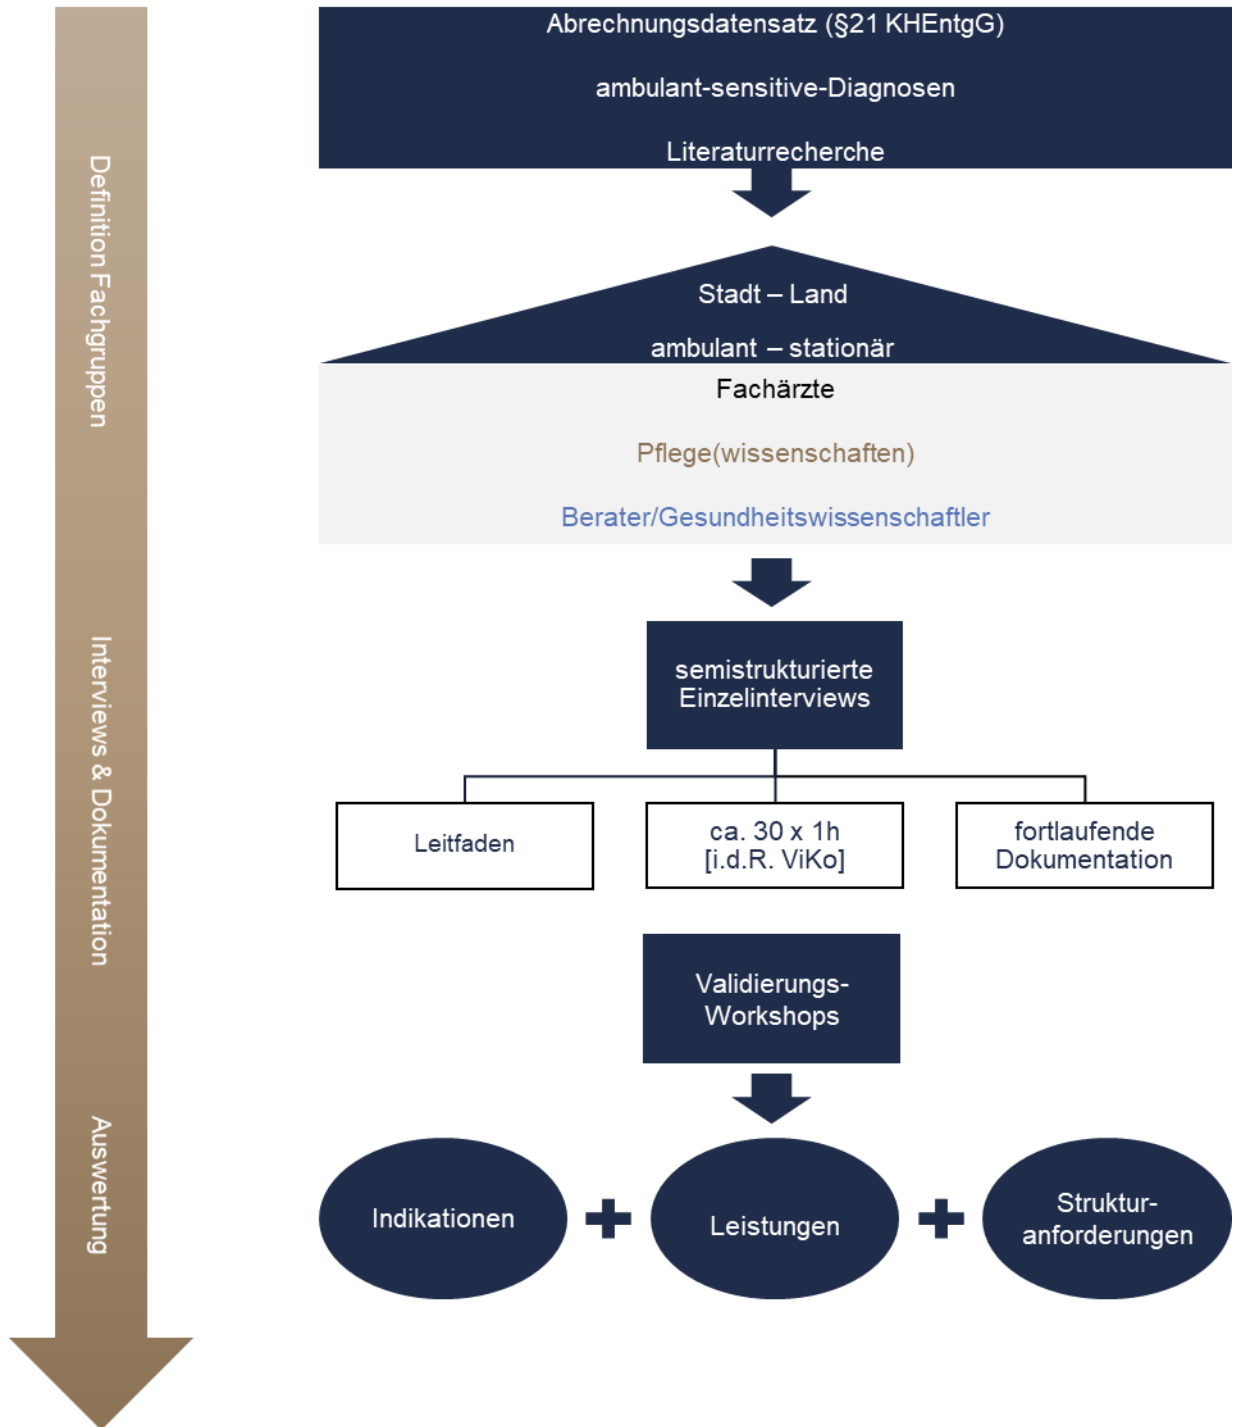 Abrechnungsdatensatz (§21 KHEntgG)
ambulant-sensitive-Diagnosen
Literaturrecherche
Definition Fachgruppen
Stadt – Land
ambulant – stationär
Fachärzte
Pflege(wissenschaften)
Berater/Gesundheitswissenschaftler
Interviews & Dokumentation
semistrukturierte
Einzelinterviews
Leitfaden
ca. 30 x 1h
[i.d.R. ViKo]
fortlaufende
Dokumentation
Validierungs-
Workshops
Auswertung
Indikationen
Leistungen
Struktur-
anforderungen